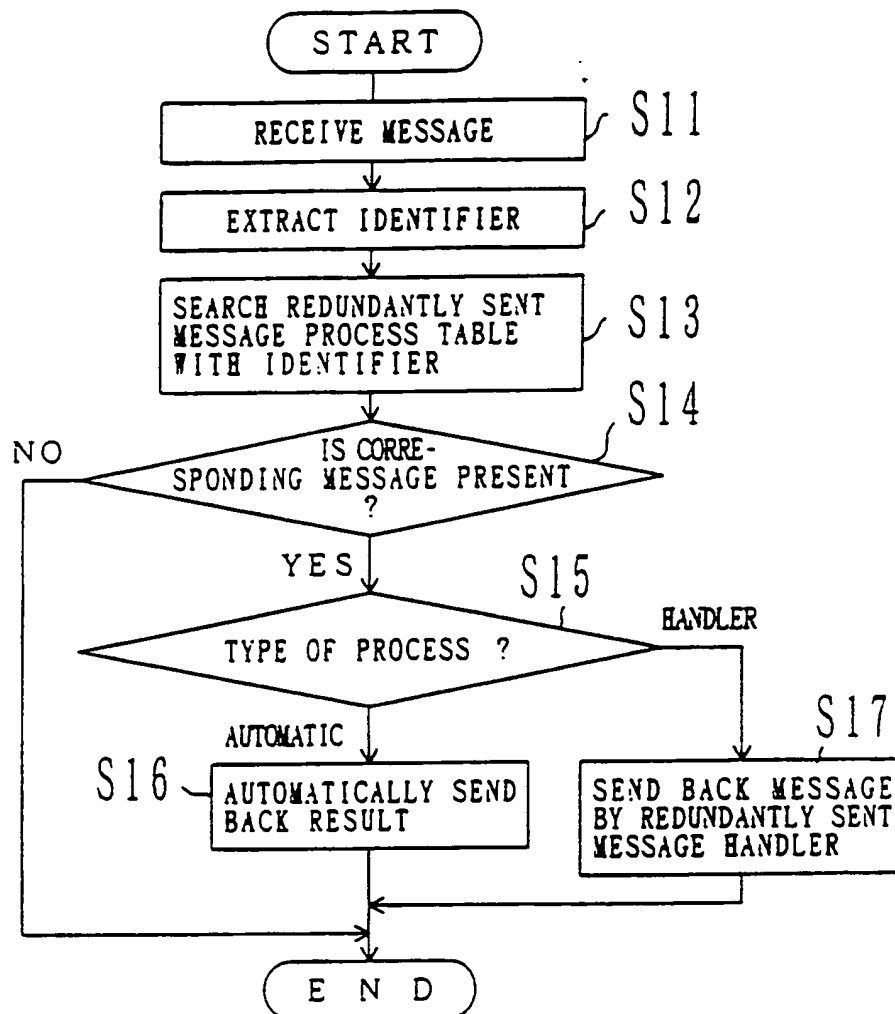 START
RECEIVE MESSAGE
S11
EXTRACT IDENTIFIER
S12
SEARCH REDUNDANTLY SENT
MESSAGE PROCESS TABLE
WITH IDENTIFIER
S13
S14
NO
IS CORRE-
SPONDING MESSAGE PRESENT
?
YES
S15
HANDLER
TYPE OF PROCESS ?
AUTOMATIC
S17
S16
AUTOMATICALLY SEND
BACK RESULT
SEND BACK MESSAGE
BY REDUNDANTLY SENT
MESSAGE HANDLER
END